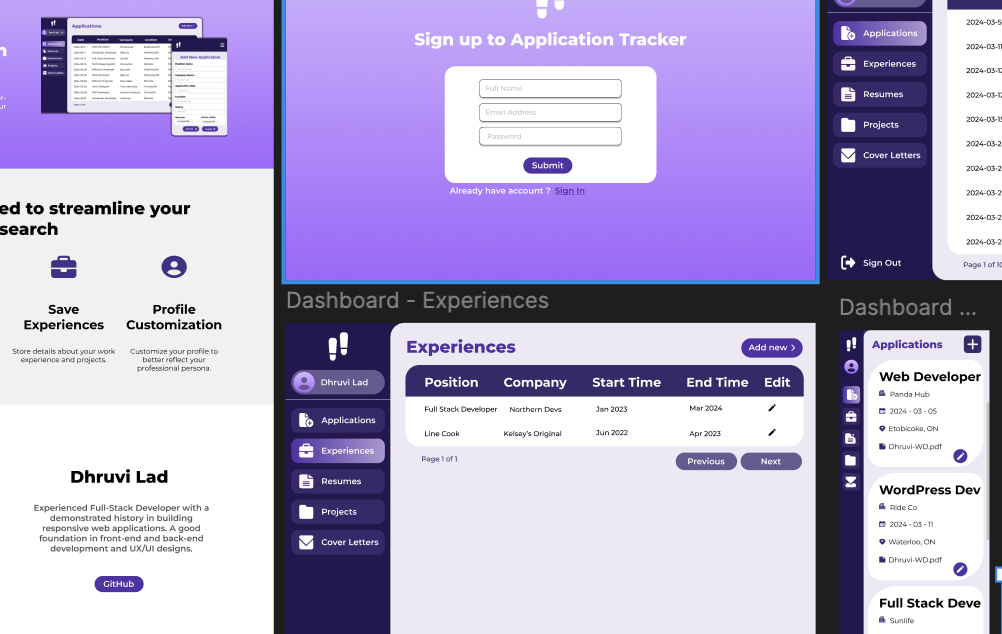 Applications
Add New Application
n
er-
ur
ed to streamline your
search
Save
Experiences
Store details about your work
experience and projects.
Profile
Customization
Customize your profile to
better reflect your
professional persona.
Dhruvi Lad
Experienced Full-Stack Developer with a
demonstrated history in building
responsive web applications. A good
foundation in front-end and back-end
development and UX/UI designs.
GitHub
Sign up to Application Tracker
Full Name
Email Address
Password
Submit
Already have account ? Sign In
Applications
Experiences
Resumes
Projects
Cover Letters
Sign Out
2024-03-5
2024-03-11
2024-03-12
2024-03-12
2024-03-15
2024-03-2
2024-03-2
2024-03-2
2024-03-2
2024-03-2
Page 1 of 10
Dashboard - Experiences
Dhruvi Lad
Applications
Experiences
Resumes
Projects
Cover Letters
Experiences
Add new >
Position Company Start Time End Time Edit
Full Stack Developer Northern Devs Jan 2023 Mar 2024
Line Cook Kelsey's Original Jun 2022 Apr 2023
Page 1 of 1
Previous
Next
Dashboard ...
Applications
Web Developer
Panda Hub
2024 - 03 - 05
Etobicoke, ON
Dhruvi-WD.pdf
WordPress Dev
Ride Co
2024 - 03 - 11
Waterloo, ON
Dhruvi-WD.pdf
Full Stack Deve
Sunlife